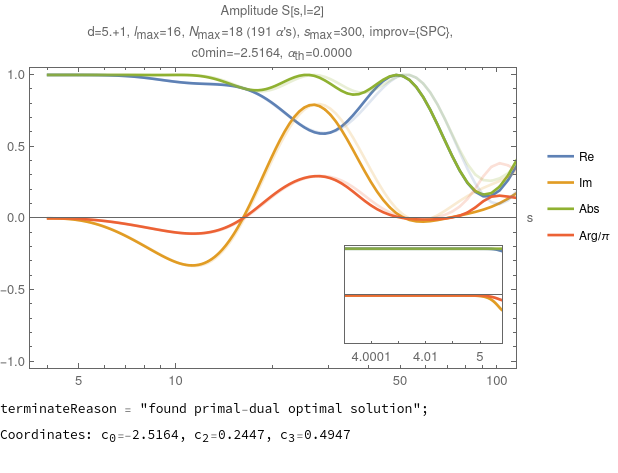 Amplitude S[s,l=2]
d=5.+1, lmax=16, Nmax=18 (191 α's), smax=300, improv={SPC},
c0min=−2.5164, αth=0.0000
1.0
0.5
0.0
−0.5
−1.0
5
10
50
100
s
4.0001
4.01
5
Re
Im
Abs
Arg/π
terminateReason = "found primal-dual optimal solution";
Coordinates: c0=-2.5164, c2=0.2447, c3=0.4947